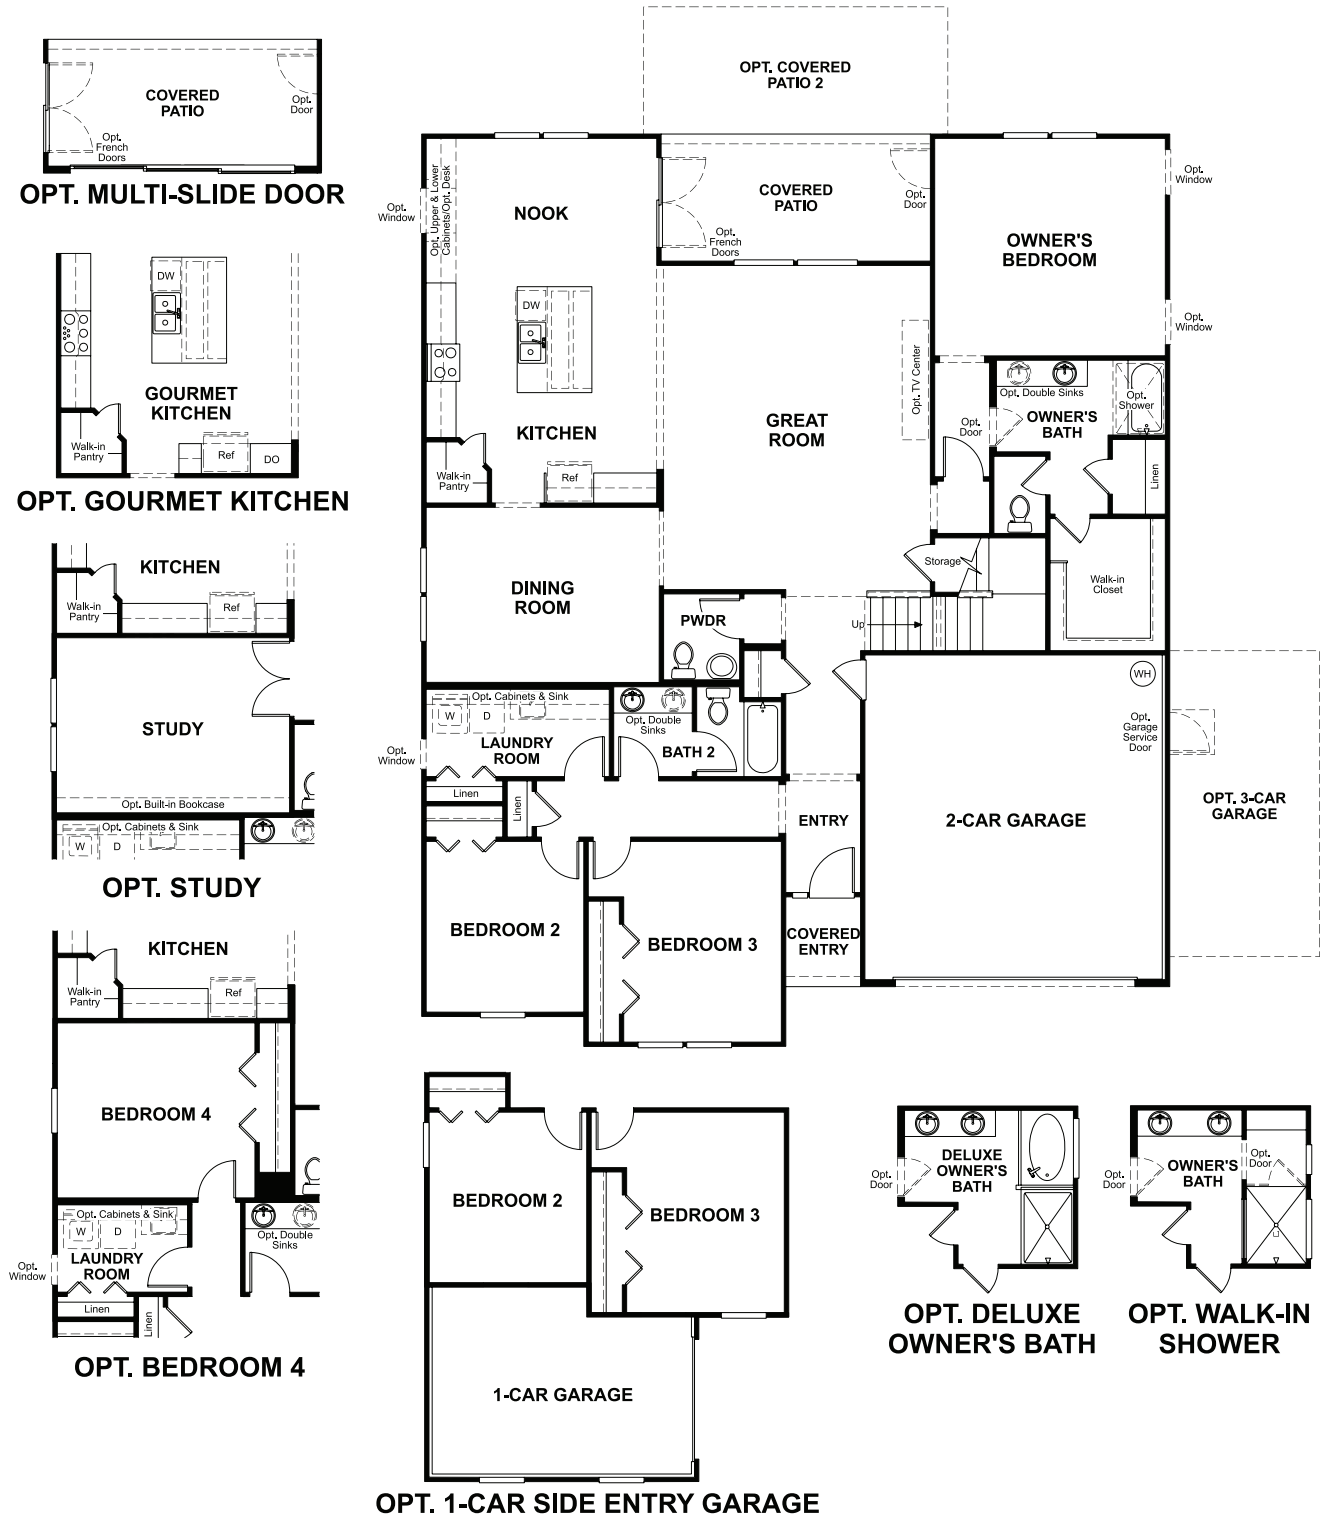 COVERED
PATIO
Opt.
Door
Opt.
French
Doors
OPT. MULTI-SLIDE DOOR
DW
GOURMET
KITCHEN
Walk-in
Pantry
Ref
DO
OPT. GOURMET KITCHEN
KITCHEN
Walk-in
Pantry
Ref
STUDY
Opt. Built-in Bookcase
Opt. Cabinets & Sink
W
D
OPT. STUDY
KITCHEN
Walk-in
Pantry
Ref
BEDROOM 4
Opt. Cabinets & Sink
W
D
Opt. Double
Sinks
LAUNDRY
ROOM
Opt.
Window
Linen
Linen
OPT. BEDROOM 4
OPT. COVERED
PATIO 2
Opt.
Window
Opt. Upper & Lower
Cabinets/Opt. Desk
NOOK
COVERED
PATIO
Opt.
Door
Opt.
French
Doors
OWNER'S
BEDROOM
Opt.
Window
Opt.
Window
DW
KITCHEN
Walk-in
Pantry
Ref
GREAT
ROOM
Opt. TV Center
Opt. Double Sinks
Opt.
Shower
OWNER'S
BATH
Opt.
Door
Linen
Storage
Walk-in
Closet
DINING
ROOM
PWDR
Up
WH
Opt.
Garage
Service
Door
Opt. Cabinets & Sink
W
D
LAUNDRY
ROOM
Opt.
Window
Linen
Linen
Opt. Double
Sinks
BATH 2
ENTRY
2-CAR GARAGE
OPT. 3-CAR
GARAGE
BEDROOM 2
BEDROOM 3
COVERED
ENTRY
BEDROOM 2
BEDROOM 3
1-CAR GARAGE
OPT. 1-CAR SIDE ENTRY GARAGE
DELUXE
OWNER'S
BATH
Opt.
Door
OPT. DELUXE
OWNER'S BATH
OWNER'S
BATH
Opt.
Door
Opt.
Door
OPT. WALK-IN
SHOWER